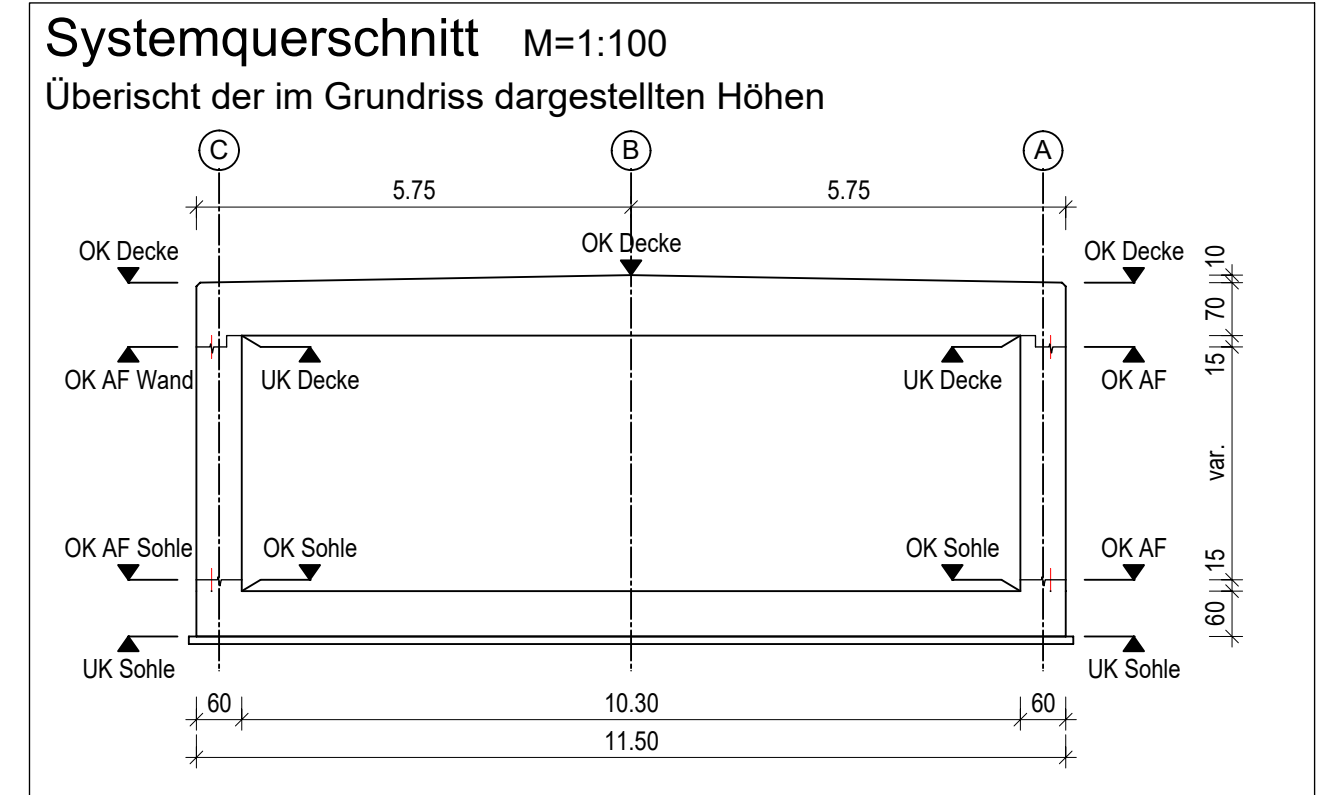 Systemquerschnitt M=1:100
Überischt der im Grundriss dargestellten Höhen
C B A
5.75 5.75
OK Decke OK Decke OK Decke
10
70
15
OK AF Wand UK Decke UK Decke OK AF
var.
OK AF Sohle OK Sohle OK Sohle OK AF
15
60
UK Sohle UK Sohle
60 10.30 60
11.50